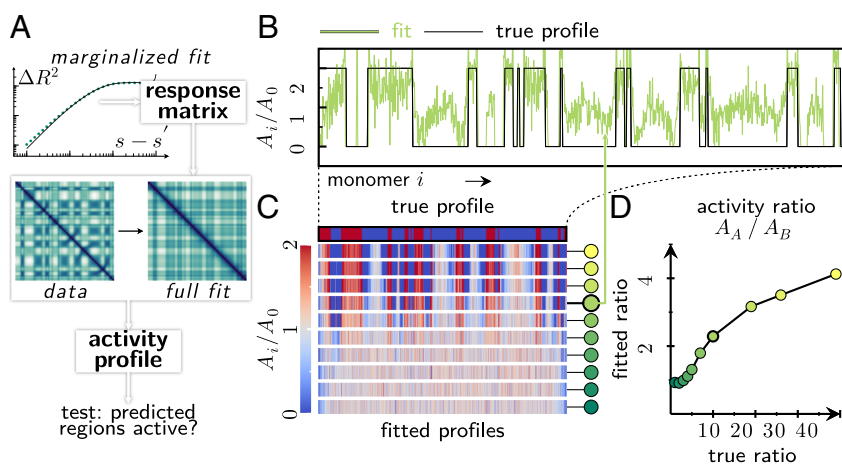 A
marginalized fit
ΔR²
response
matrix
s – s
data
full fit
activity
profile
test: predicted
regions active?
B
fit
true profile
A_i/A_0
0 1 2
monomer i
C
true profile
A_i/A_0
0 1 2
fitted profiles
D
activity ratio
A_A / A_B
fitted ratio
2 4
10 20 30 40
true ratio